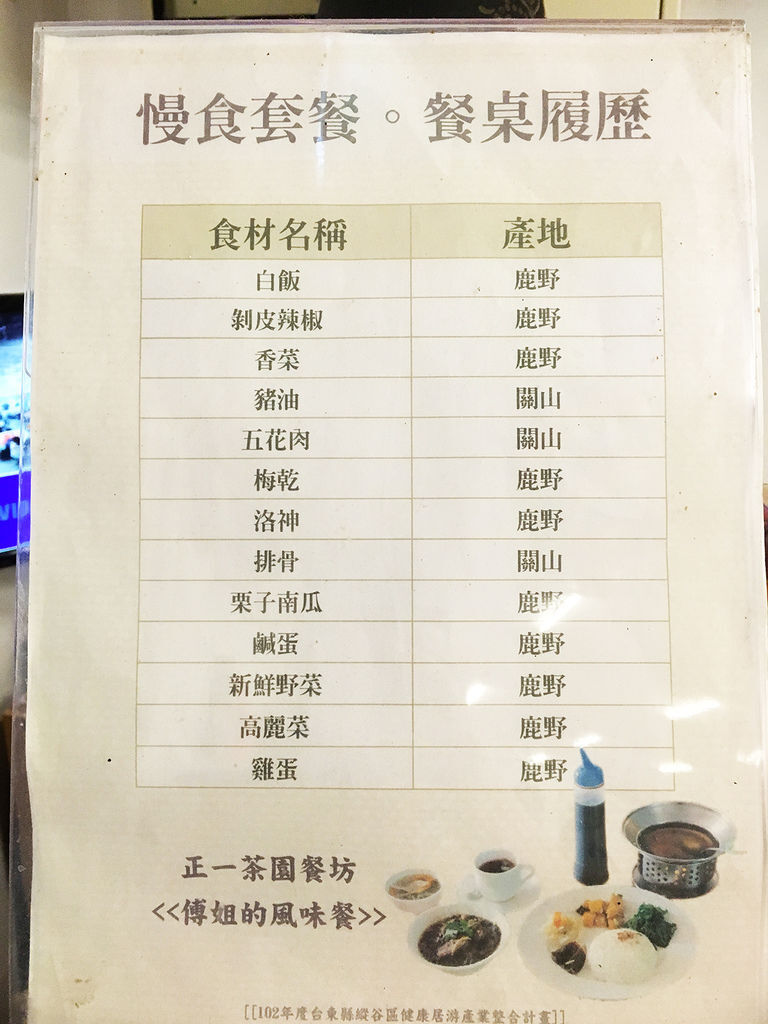 慢食套餐。餐桌履歷
食材名稱 產地
白飯 鹿野
剝皮辣椒 鹿野
香菜 鹿野
豬油 關山
五花肉 關山
梅乾 鹿野
洛神 鹿野
排骨 關山
栗子南瓜 鹿野
鹹蛋 鹿野
新鮮野菜 鹿野
高麗菜 鹿野
雞蛋 鹿野
正一茶園餐坊
<<傅姐的風味餐>>
[[102年度台東縣縱谷區健康居游產業整合計畫]]